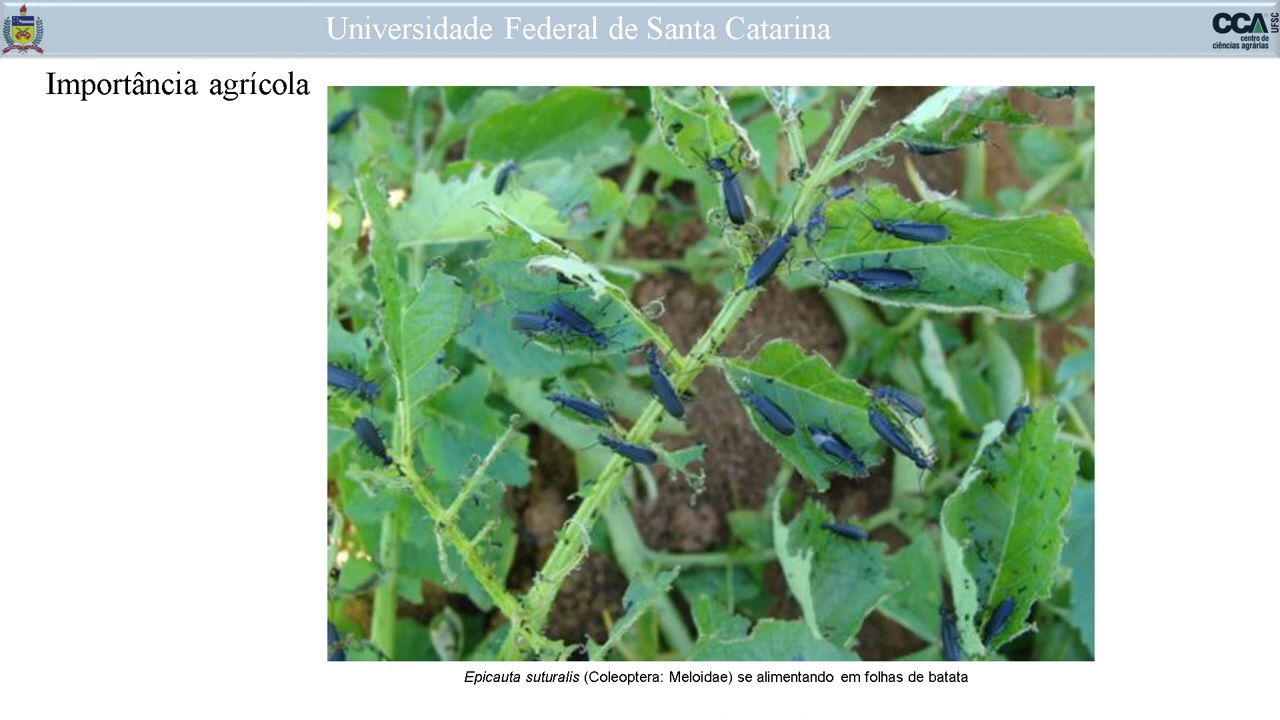 Universidade Federal de Santa Catarina
CCA
UFSC
centro de
ciências agrárias
Importância agrícola
Epicauta suturalis (Coleoptera: Meloidae) se alimentando em folhas de batata